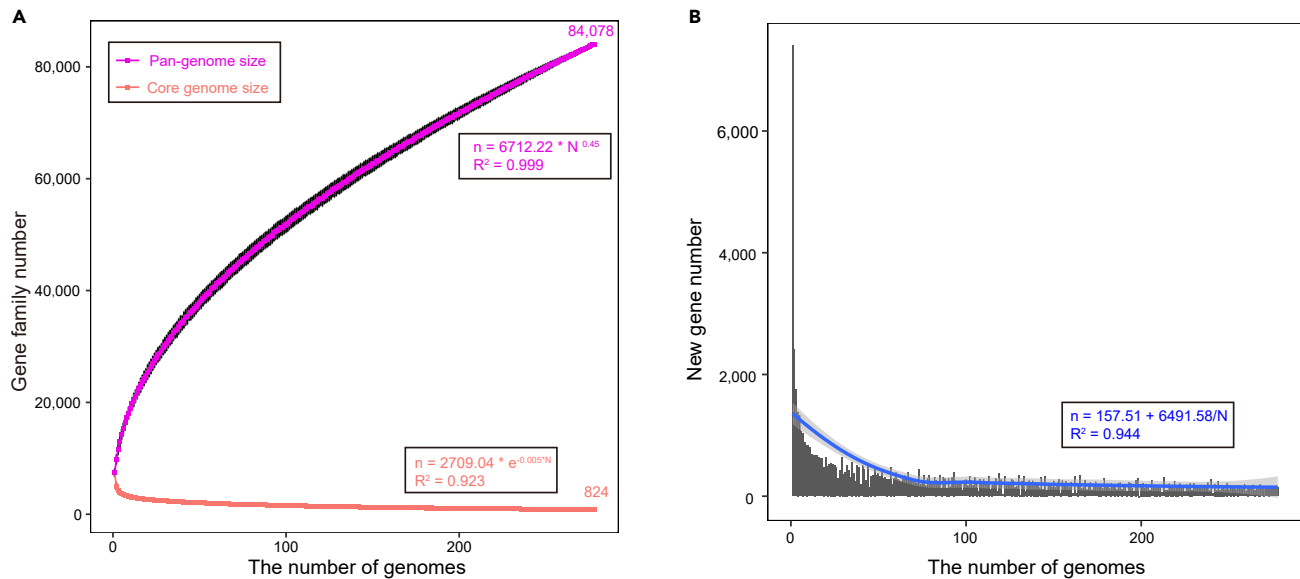 A
84,078
Pan-genome size
Core genome size
80,000
60,000
40,000
20,000
0
Gene family number
n = 6712.22 * N 0.45
R² = 0.999
n = 2709.04 * e-0.005*N
R² = 0.923
824
0
100
200
The number of genomes
B
6,000
4,000
2,000
0
New gene number
n = 157.51 + 6491.58/N
R² = 0.944
0
100
200
The number of genomes